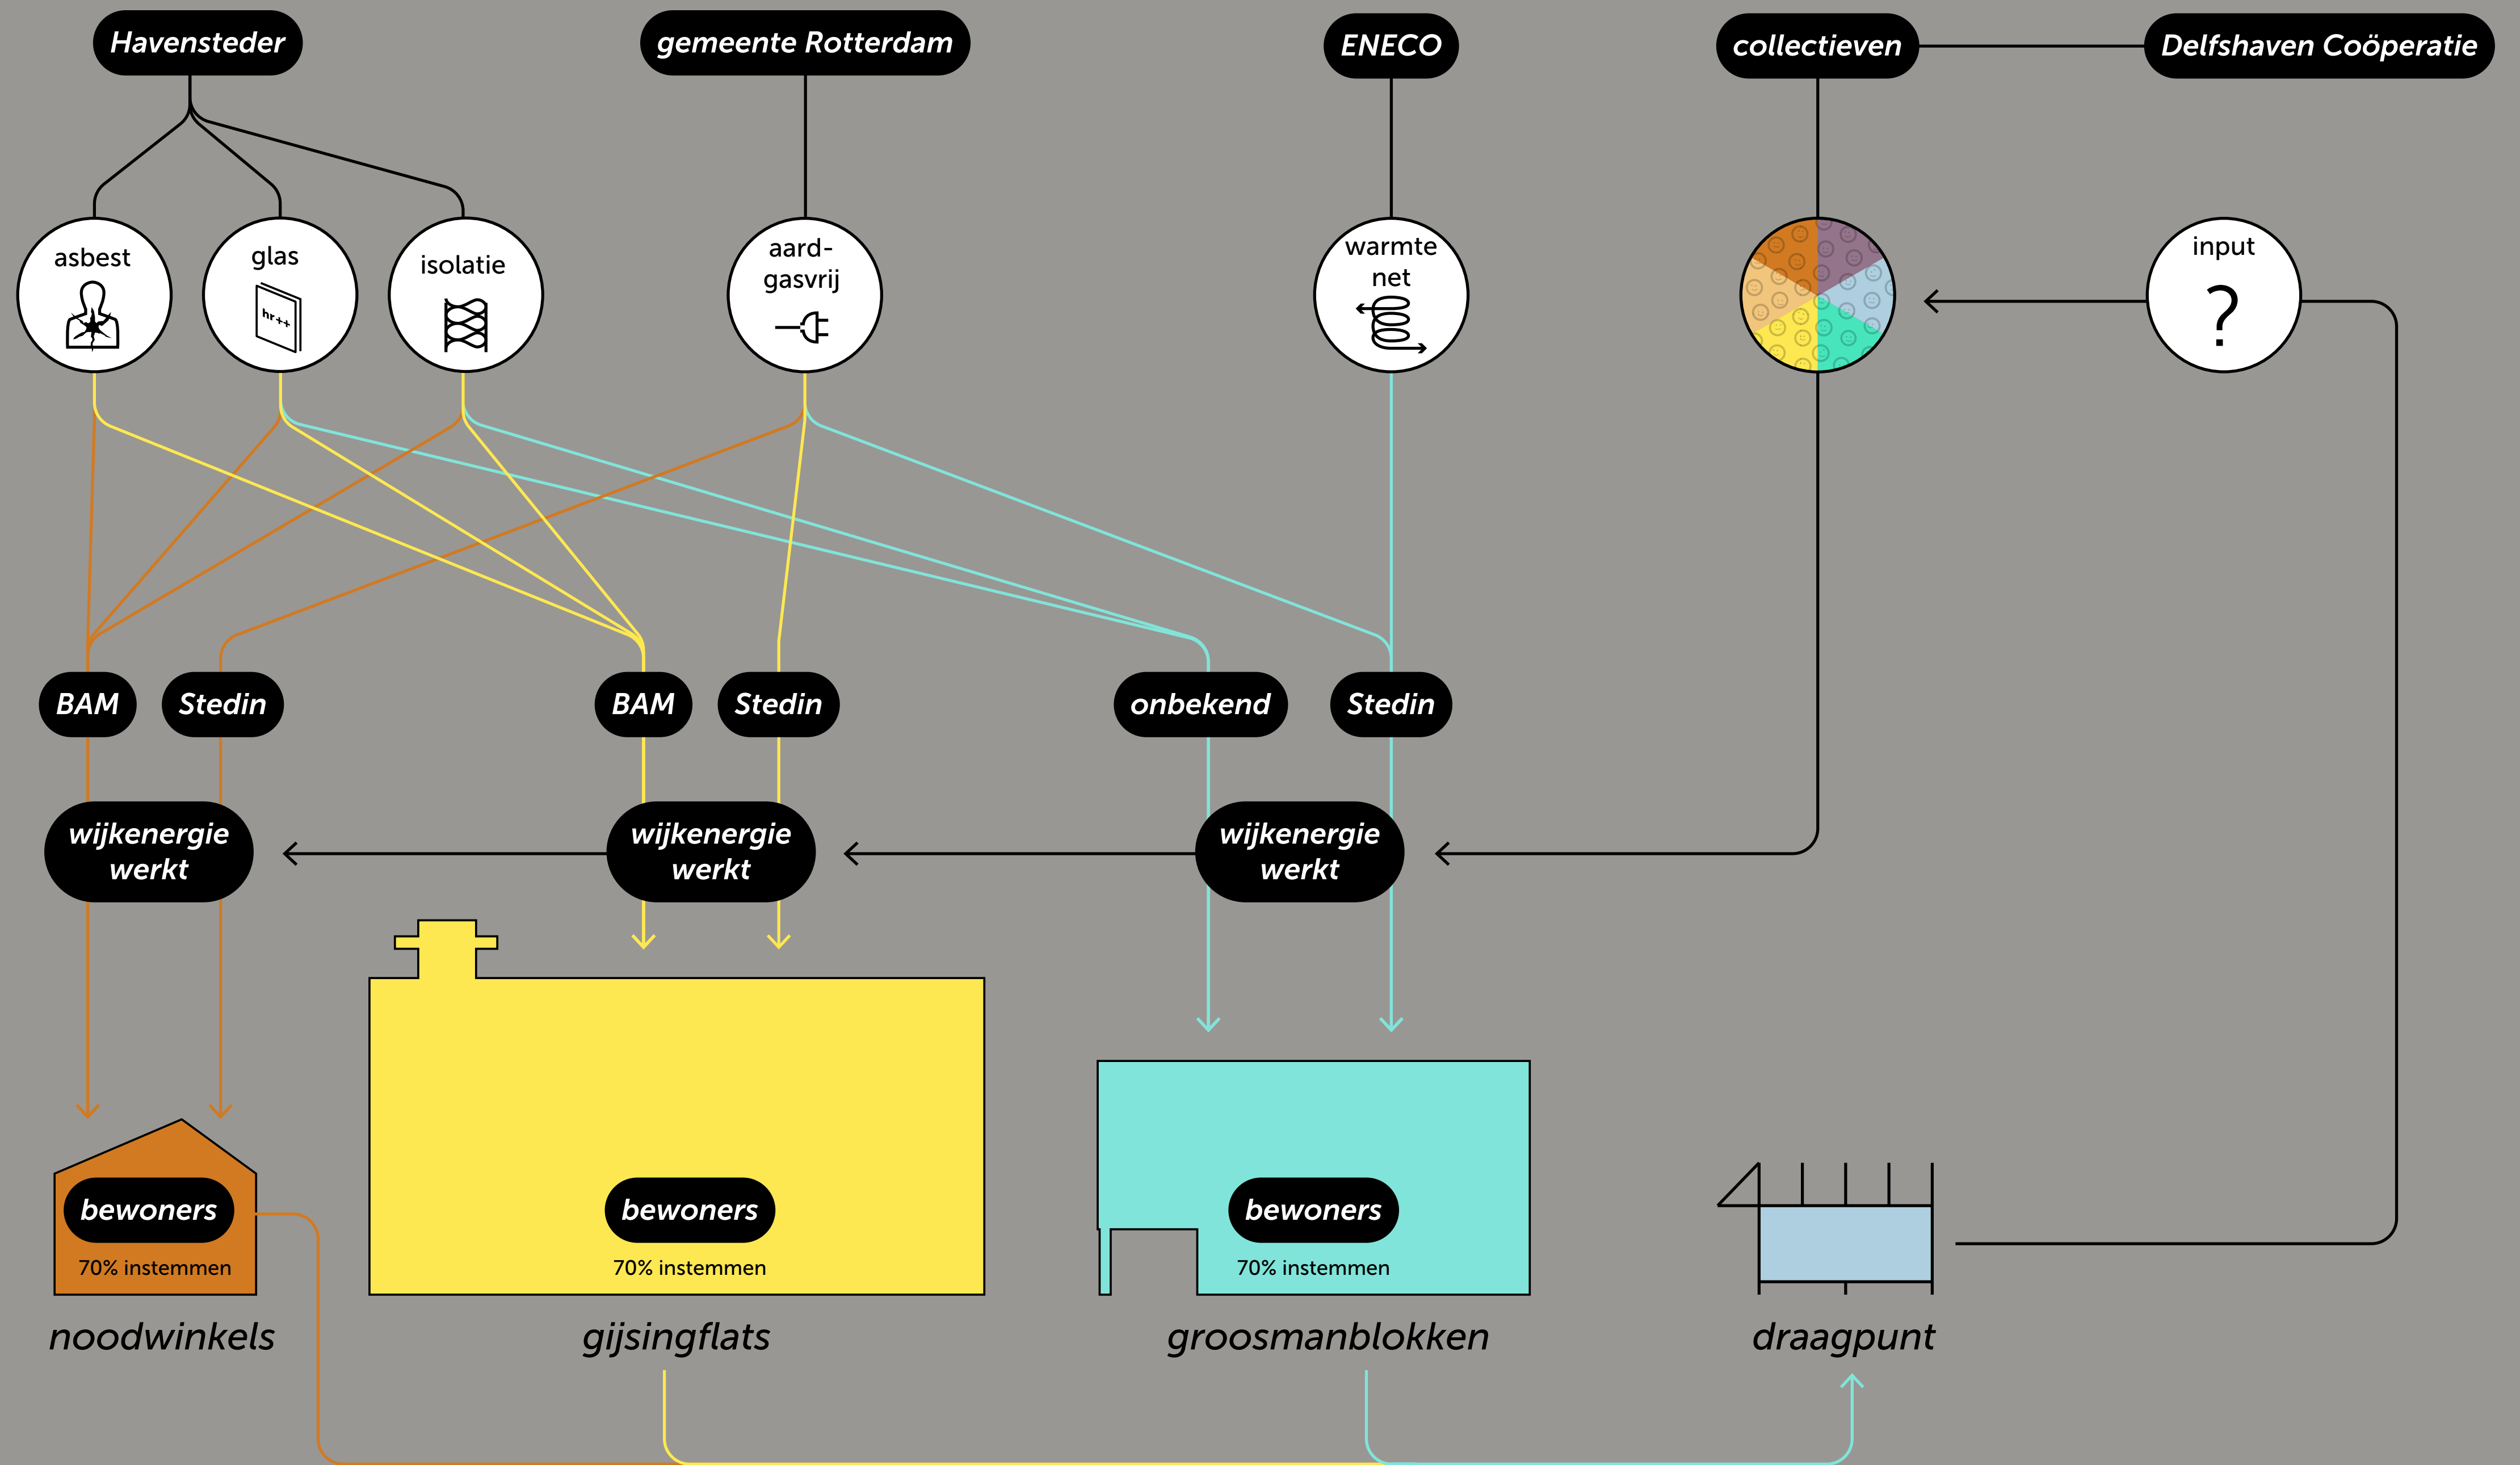 Havensteder
gemeente Rotterdam
ENECO
collectieven
Delfshaven Coöperatie
asbest
glas
hr++
isolatie
aard-
gasvrij
warmte
net
input
?
BAM
Stedin
BAM
Stedin
onbekend
Stedin
wijkenergie
werkt
wijkenergie
werkt
wijkenergie
werkt
bewoners
70% instemmen
bewoners
70% instemmen
bewoners
70% instemmen
noodwinkels
gijsingflats
groosmanblokken
draagpunt